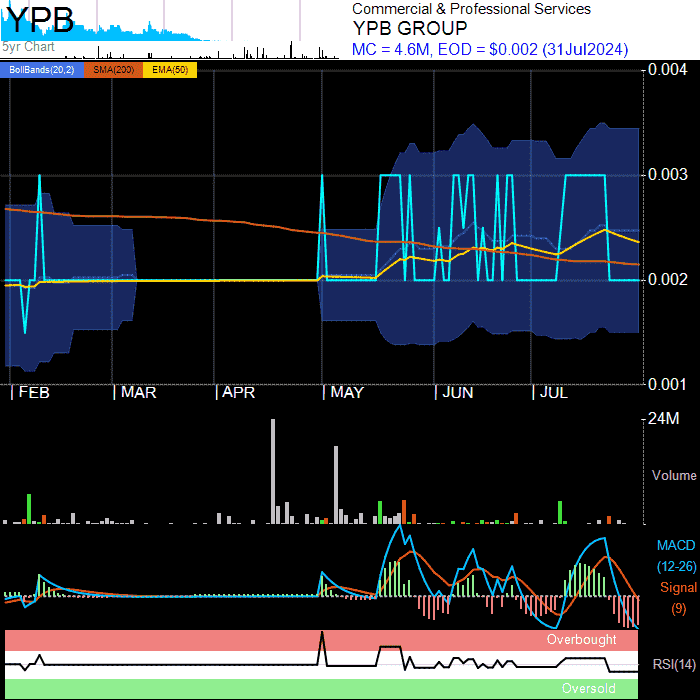 YPB
5yr Chart
Commercial & Professional Services
YPB GROUP
MC = 4.6M, EOD = $0.002 (31Jul2024)
BollBands(20,2) SMA(200) EMA(50)
0.004
0.003
0.002
0.001
FEB MAR APR MAY JUN JUL
24M
Volume
MACD
(12-26)
Signal
(9)
Overbought
RSI(14)
Oversold